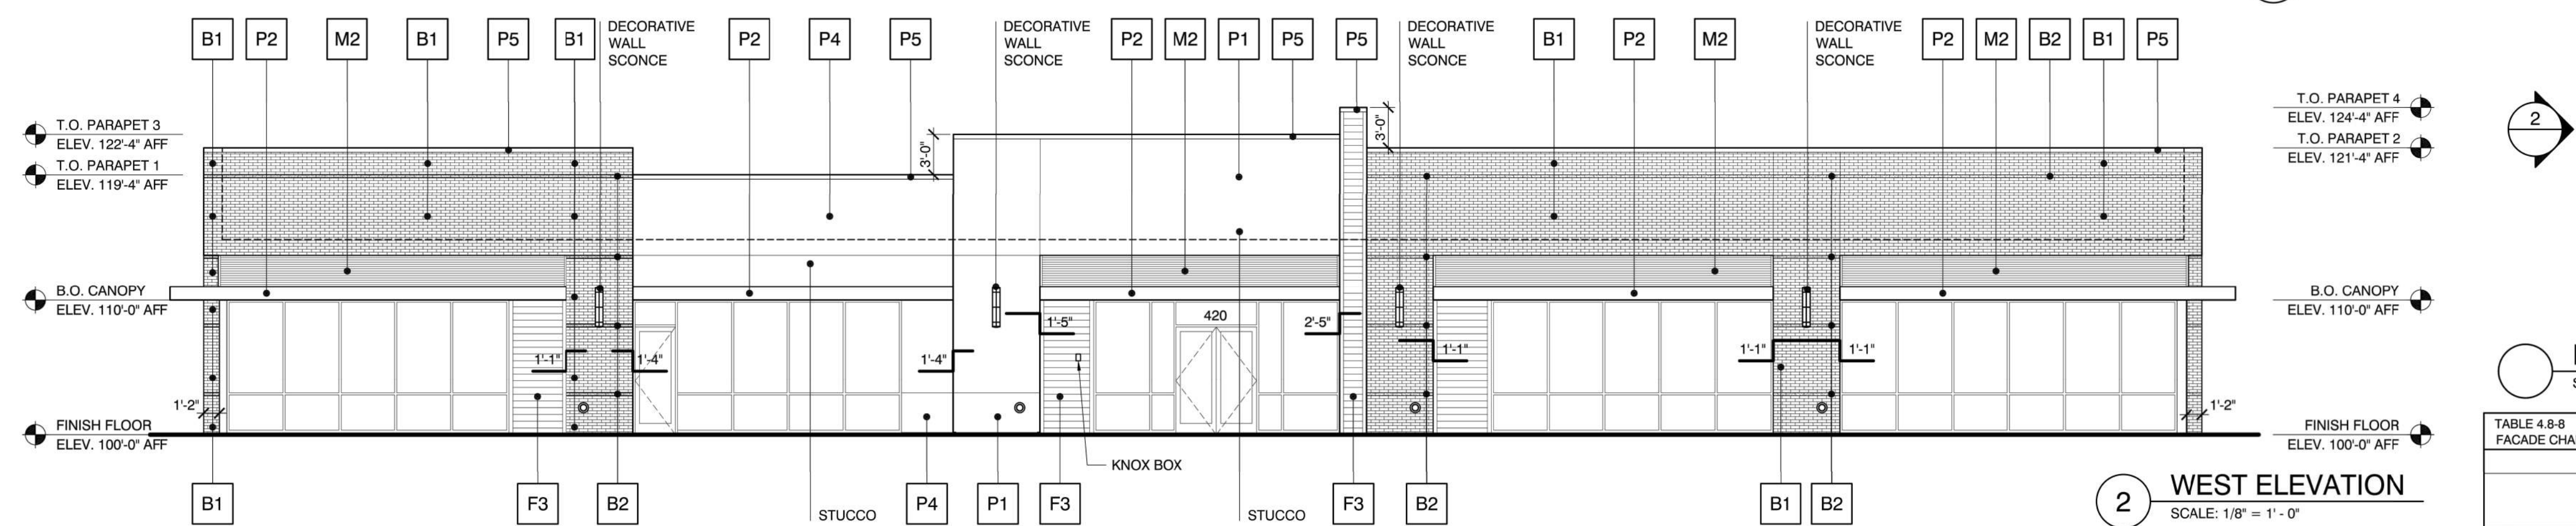 B1 P2 M2 B1 P5 B1 DECORATIVE WALL SCONCE P2 P4 P5 DECORATIVE WALL SCONCE P2 M2 P1 P5 P5 DECORATIVE WALL SCONCE B1 P2 M2 DECORATIVE WALL SCONCE P2 M2 B2 B1 P5
T.O. PARAPET 3
ELEV. 122'-4" AFF
T.O. PARAPET 1
ELEV. 119'-4" AFF
3'-0"
3'-0"
T.O. PARAPET 4
ELEV. 124'-4" AFF
T.O. PARAPET 2
ELEV. 121'-4" AFF
2
B.O. CANOPY
ELEV. 110'-0" AFF
B.O. CANOPY
ELEV. 110'-0" AFF
420
1'-5"
2'-5"
1'-1"
1'-4"
1'-4"
1'-1"
1'-1"
1'-1"
1'-2"
1'-2"
FINISH FLOOR
ELEV. 100'-0" AFF
FINISH FLOOR
ELEV. 100'-0" AFF
KNOX BOX
B1 F3 B2 STUCCO P4 P1 F3 STUCCO F3 B2 B1 B2
2 WEST ELEVATION
SCALE: 1/8" = 1' - 0"
TABLE 4.8-8